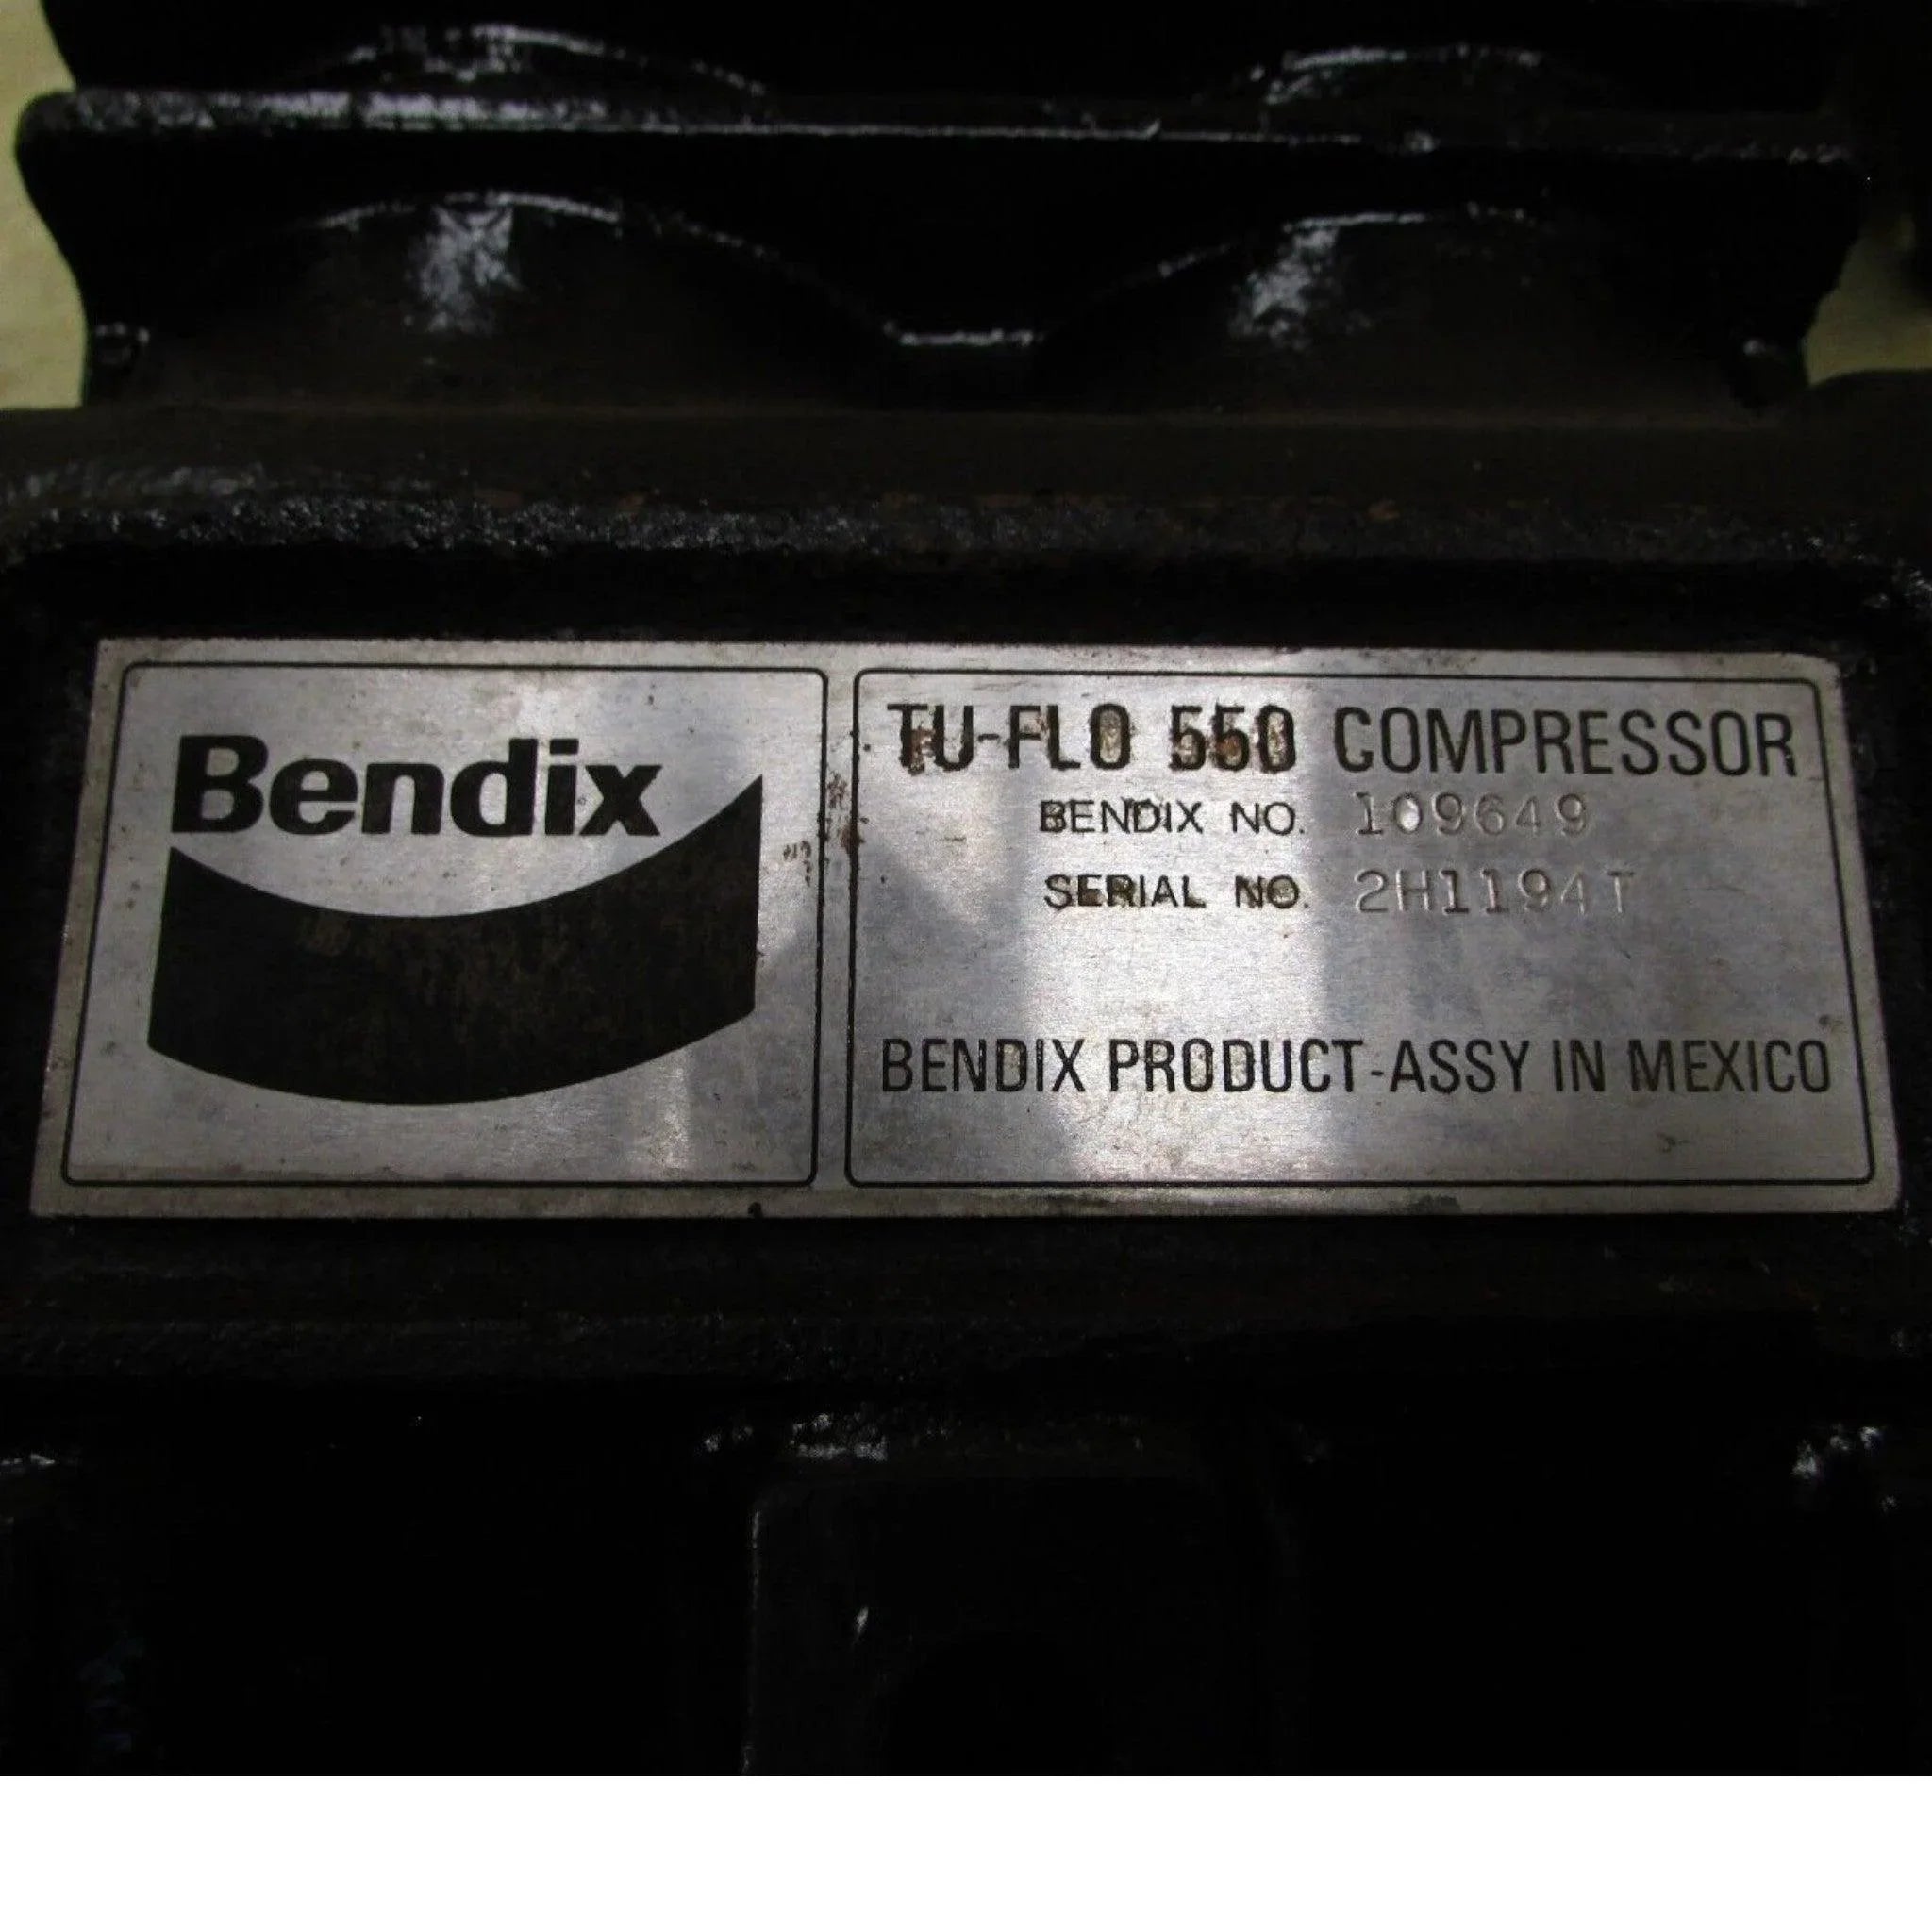 Bendix
TU-FLO 550 COMPRESSOR
BENDIX NO. 109649
SERIAL NO. 2H1194T
BENDIX PRODUCT-ASSY IN MEXICO